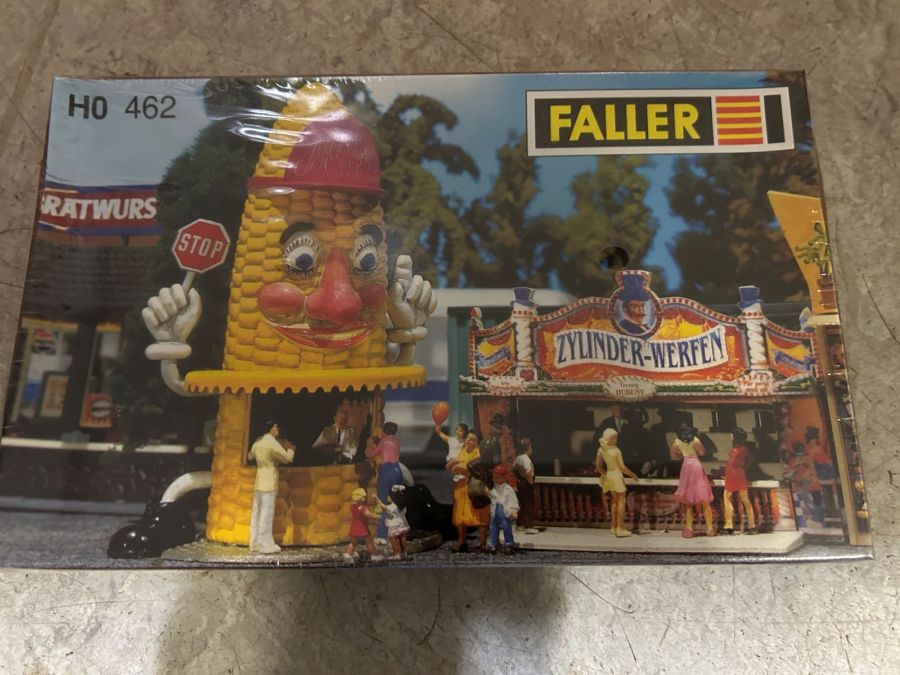 H0 462
FALLER
RATWURS
STOP
ZYLINDER-WERFEN